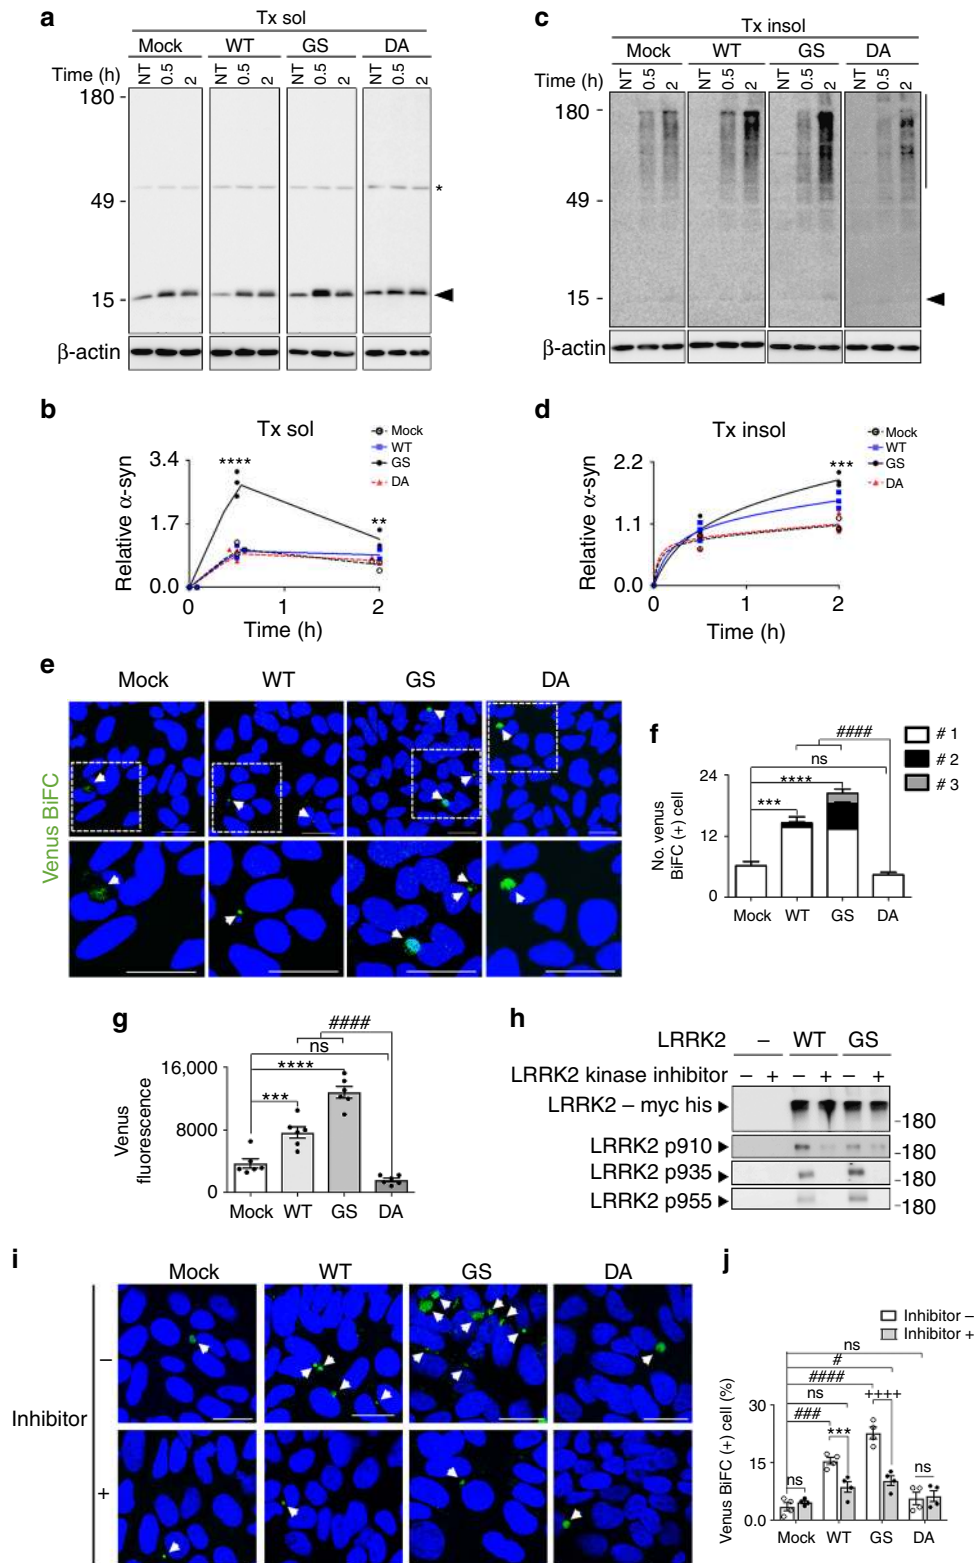 a
Tx sol
Mock WT GS DA
Time (h) NT 0.5 2 NT 0.5 2 NT 0.5 2 NT 0.5 2
180 -
49 -
*
15 -
β-actin
c
Tx insol
Mock WT GS DA
Time (h) NT 0.5 2 NT 0.5 2 NT 0.5 2 NT 0.5 2
180 -
49 -
15 -
β-actin
b
Tx sol
Mock
WT
GS
DA
Relative α-syn
3.4
1.7
0.0
****
**
0 1 2
Time (h)
d
Tx insol
Mock
WT
GS
DA
Relative α-syn
2.2
1.1
0.0
***
0 2
Time (h)
e
Mock WT GS DA
Venus BiFC
f
# 1
# 2
# 3
####
ns
****
***
No. venus
BiFC (+) cell
24
12
0
Mock WT GS DA
g
####
ns
****
***
Venus
fluorescence
16,000
8000
0
Mock WT GS DA
h
LRRK2 – WT GS
LRRK2 kinase inhibitor – + – + – +
LRRK2 – myc his -180
LRRK2 p910 -180
LRRK2 p935 -180
LRRK2 p955 -180
i
Mock WT GS DA
Inhibitor
–
+
j
Inhibitor –
Inhibitor +
ns
#
####
ns
++++
###
***
ns
ns
Venus BiFC (+) cell (%)
30
15
0.0
Mock WT GS DA